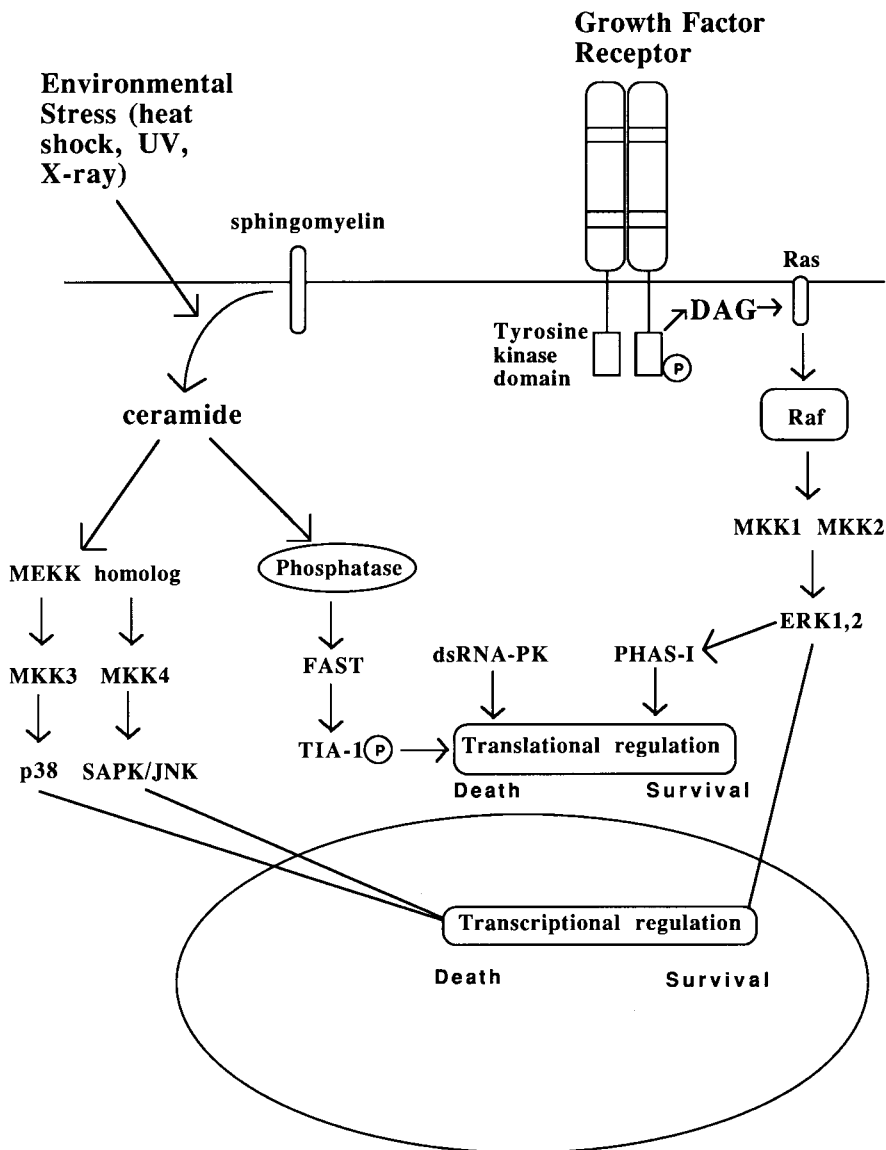 Growth Factor
Receptor
Environmental
Stress (heat
shock, UV,
X-ray)
sphingomyelin
Ras
DAG
Tyrosine
kinase
domain
P
Raf
ceramide
MKK1 MKK2
MEKK homolog
Phosphatase
ERK1,2
MKK3 MKK4
FAST
dsRNA-PK
PHAS-I
TIA-1 P
Translational regulation
p38 SAPK/JNK
Death Survival
Transcriptional regulation
Death Survival